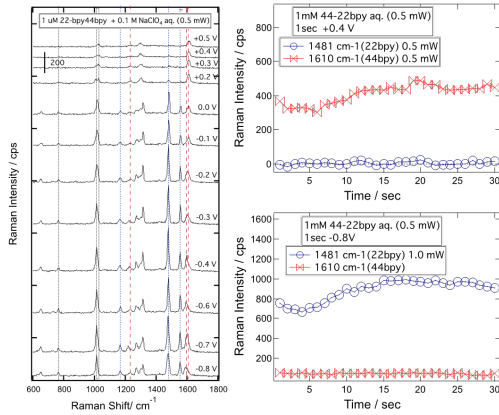 1 uM 22-bpy44bpy + 0.1 M NaClO4 aq. (0.5 mW)
+0.5 V
+0.4 V
200
+0.3 V
+0.2 V
0.0 V
-0.1 V
-0.2 V
-0.3 V
-0.4 V
-0.6 V
-0.7 V
-0.8 V
Raman Intensity / cps
600
800
1000
1200
1400
1600
1800
Raman Shift/ cm-1
1mM 44-22bpy aq. (0.5 mW)
1sec +0.4 V
1481 cm-1(22bpy) 0.5 mW
1610 cm-1(44bpy) 0.5 mW
Raman Intensity / cps
1000
800
600
400
200
0
0
5
10
15
20
25
30
Time / sec
1mM 44-22bpy aq. (0.5 mW)
1sec -0.8V
1481 cm-1(22bpy) 1.0 mW
1610 cm-1(44bpy)
Raman Intensity / cps
1600
1400
1200
1000
800
600
400
200
0
5
10
15
20
25
30
Time / sec